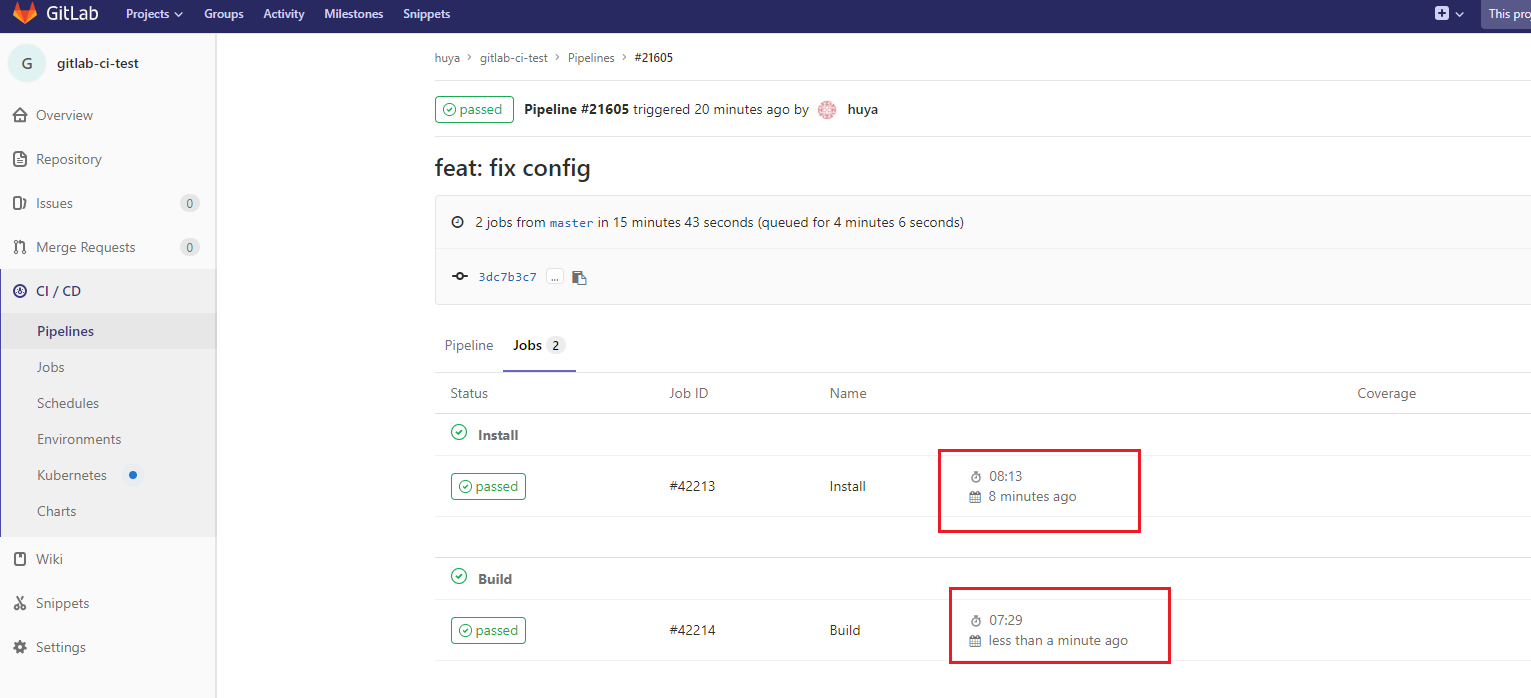 GitLab Projects Groups Activity Milestones Snippets This pro
G gitlab-ci-test
Overview
Repository
Issues 0
Merge Requests 0
CI / CD
Pipelines
Jobs
Schedules
Environments
Kubernetes
Charts
Wiki
Snippets
Settings
huya > gitlab-ci-test > Pipelines > #21605
passed Pipeline #21605 triggered 20 minutes ago by huya
feat: fix config
2 jobs from master in 15 minutes 43 seconds (queued for 4 minutes 6 seconds)
3dc7b3c7 ...
Pipeline Jobs 2
Status Job ID Name Coverage
Install
passed #42213 Install 08:13
8 minutes ago
Build
passed #42214 Build 07:29
less than a minute ago